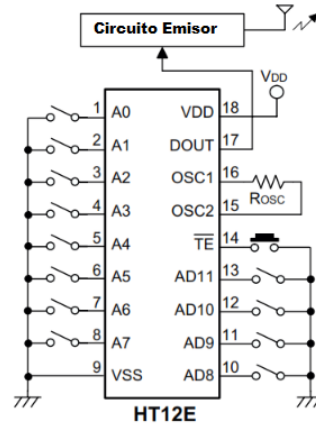 Circuito Emisor
VDD
1 A0 VDD 18
2 A1 DOUT 17
3 A2 OSC1 16
ROSC
4 A3 OSC2 15
5 A4 TE 14
6 A5 AD11 13
7 A6 AD10 12
8 A7 AD9 11
9 VSS AD8 10
HT12E